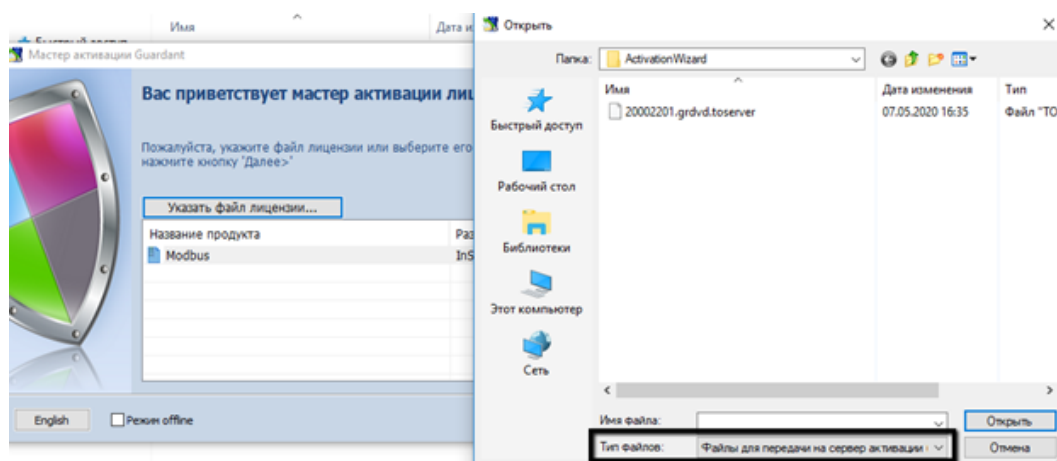 Имя
Дата и
Мастер активации Guardant
Вас приветствует мастер активации лиц
Пожалуйста, укажите файл лицензии или выберите его
нажмите кнопку 'Далее>'
Указать файл лицензии...
Название продукта
Раз
Modbus
InS
English
Режим offline
Открыть
Папка:
ActivationWizard
Имя
Дата изменения
Тип
20002201.grdvd.toserver
07.05.2020 16:35
Файл "TO
Быстрый доступ
Рабочий стол
Библиотеки
Этот компьютер
Сеть
Имя файла:
Открыть
Тип файлов:
Файлы для передачи на сервер активации (
Отмена